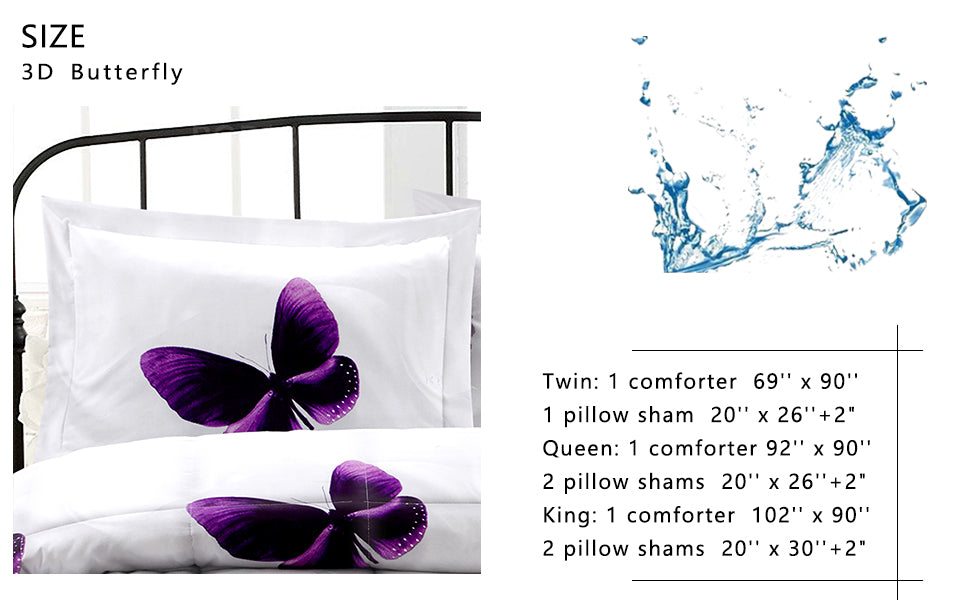 SIZE
3D Butterfly
Twin: 1 comforter 69'' x 90''
1 pillow sham 20'' x 26''+2"
Queen: 1 comforter 92'' x 90''
2 pillow shams 20'' x 26''+2"
King: 1 comforter 102'' x 90''
2 pillow shams 20'' x 30''+2"